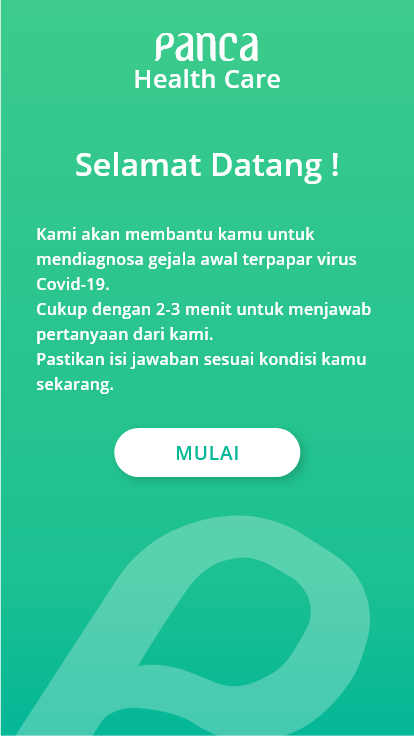 Panca
Health Care
Selamat Datang !
Kami akan membantu kamu untuk
mendiagnosa gejala awal terpapar virus
Covid-19.
Cukup dengan 2-3 menit untuk menjawab
pertanyaan dari kami.
Pastikan isi jawaban sesuai kondisi kamu
sekarang.
MULAI